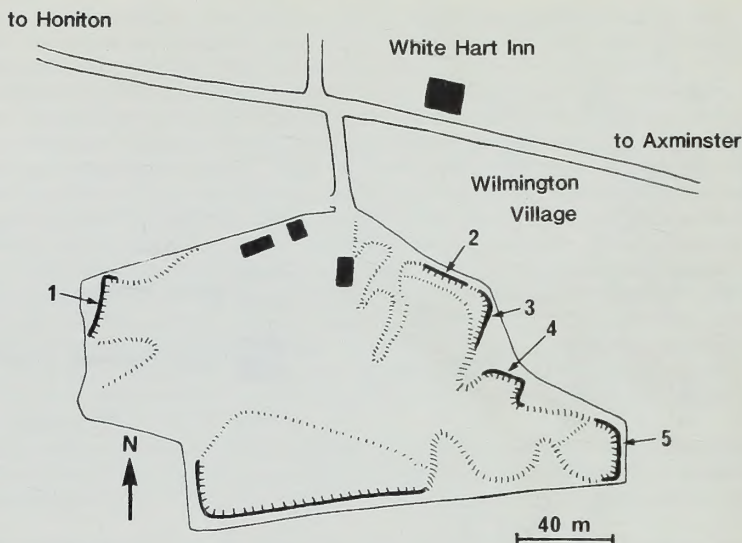 to Honiton
White Hart Inn
to Axminster
Wilmington
Village
2
1
3
4
N
5
40 m